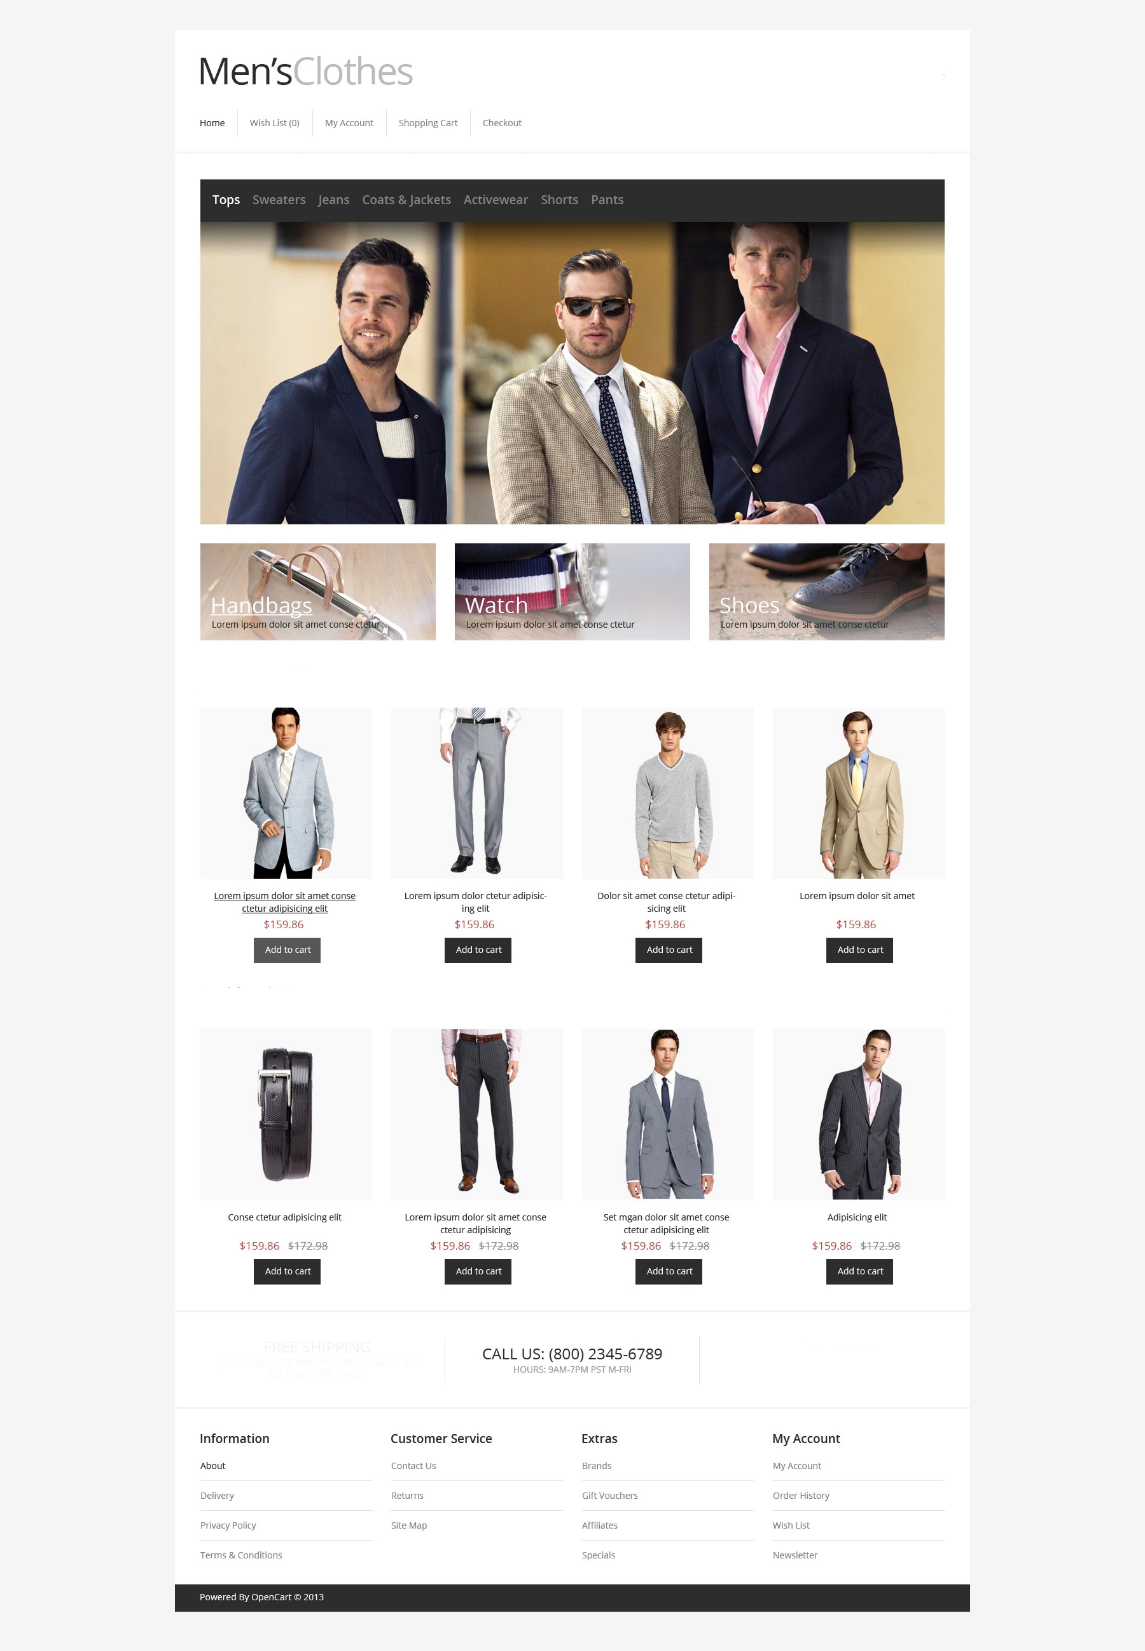 Men'sClothes
Home Wish List (0) My Account Shopping Cart Checkout
Tops Sweaters Jeans Coats & Jackets Activewear Shorts Pants
Handbags
Lorem ipsum dolor sit amet conse ctetur
Watch
Lorem ipsum dolor sit amet conse ctetur
Shoes
Lorem ipsum dolor sit amet conse ctetur
Lorem ipsum dolor sit amet conse
ctetur adipisicing elit
$159.86
Add to cart
Lorem ipsum dolor ctetur adipisic-
ing elit
$159.86
Add to cart
Dolor sit amet conse ctetur adipi-
sicing elit
$159.86
Add to cart
Lorem ipsum dolor sit amet
$159.86
Add to cart
Conse ctetur adipisicing elit
$159.86 $172.98
Add to cart
Lorem ipsum dolor sit amet conse
ctetur adipisicing
$159.86 $172.98
Add to cart
Set mgan dolor sit amet conse
ctetur adipisicing elit
$159.86 $172.98
Add to cart
Adipisicing elit
$159.86 $172.98
Add to cart
FREE SHIPPING
CALL US: (800) 2345-6789
HOURS: 9AM-7PM PST M-FRI
Information
About
Delivery
Privacy Policy
Terms & Conditions
Customer Service
Contact Us
Returns
Site Map
Extras
Brands
Gift Vouchers
Affiliates
Specials
My Account
My Account
Order History
Wish List
Newsletter
Powered By OpenCart © 2013